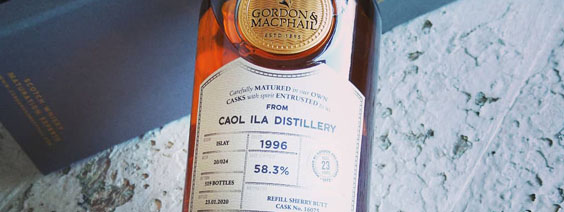 GORDON &
MACPHAIL
ESTD 1895
Carefully MATURED in our OWN
CASKS with spirit ENTRUSTED to us
FROM
CAOL ILA DISTILLERY
ISLAY
1996
20/024
58.3%
23
519 BOTTLES
23.01.2020
REFILL SHERRY BUTT